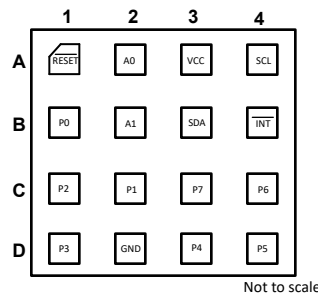 1 2 3 4
A RESET A0 VCC SCL
B P0 A1 SDA INT
C P2 P1 P7 P6
D P3 GND P4 P5
Not to scale